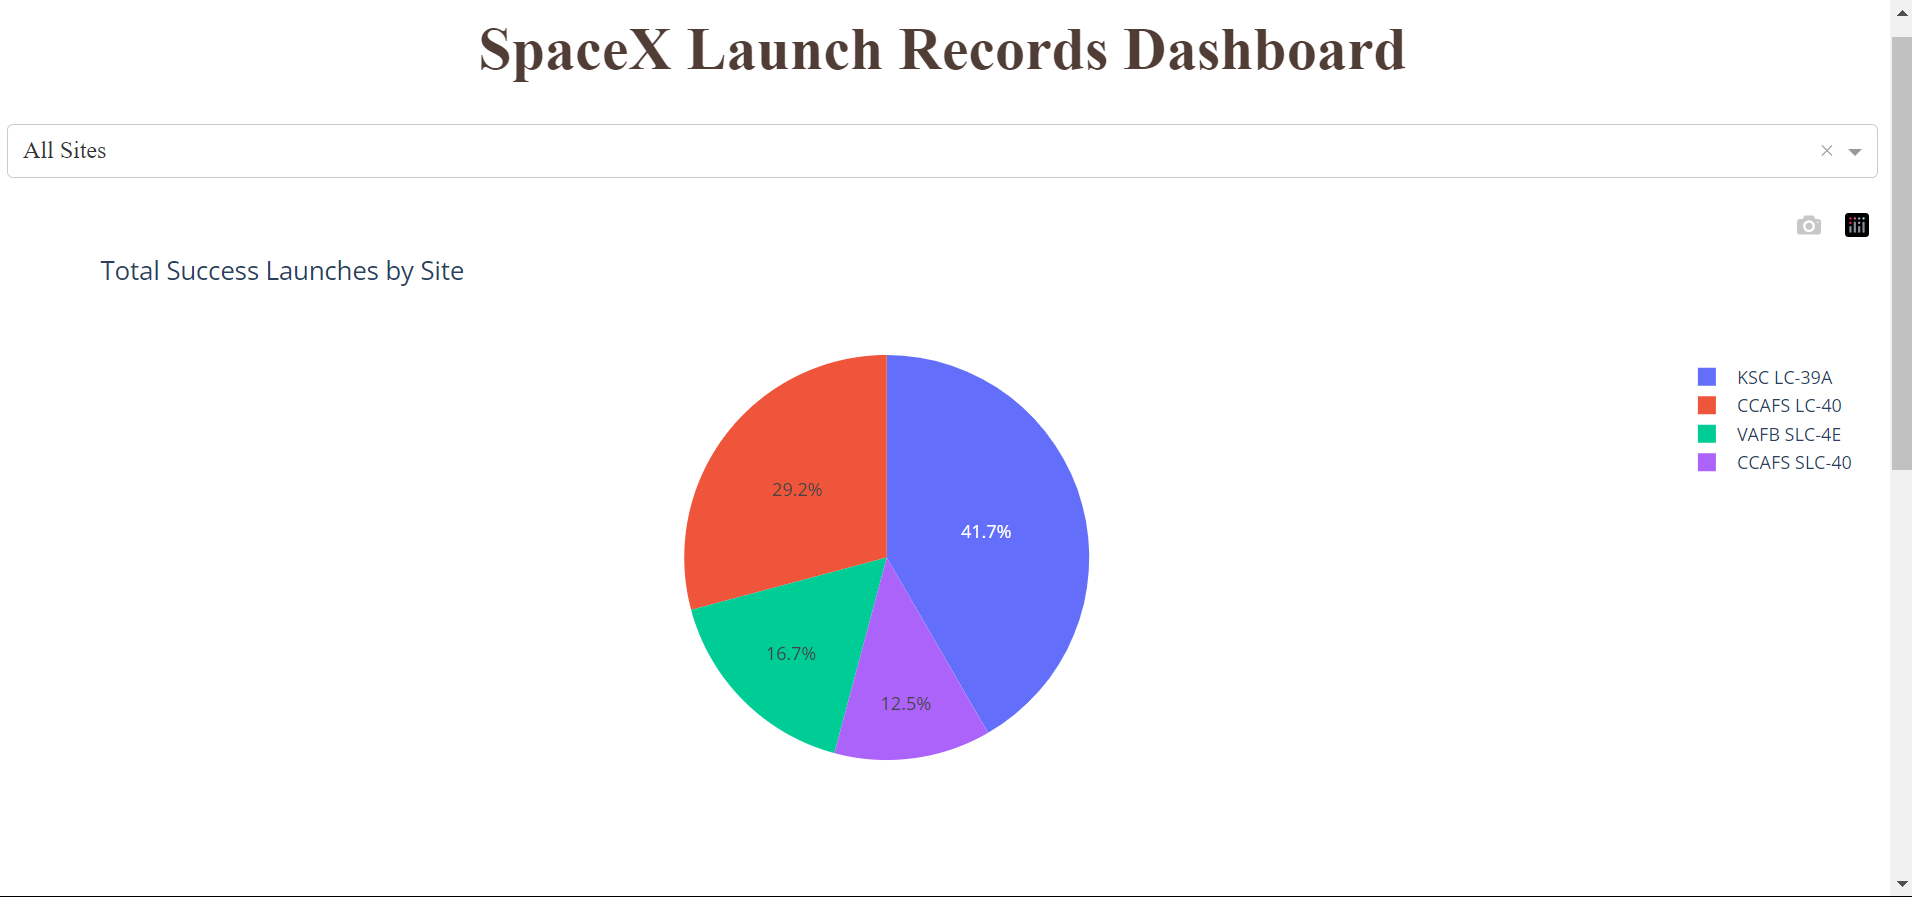 SpaceX Launch Records Dashboard
All Sites
Total Success Launches by Site
KSC LC-39A
CCAFS LC-40
VAFB SLC-4E
CCAFS SLC-40
29.2%
41.7%
16.7%
12.5%